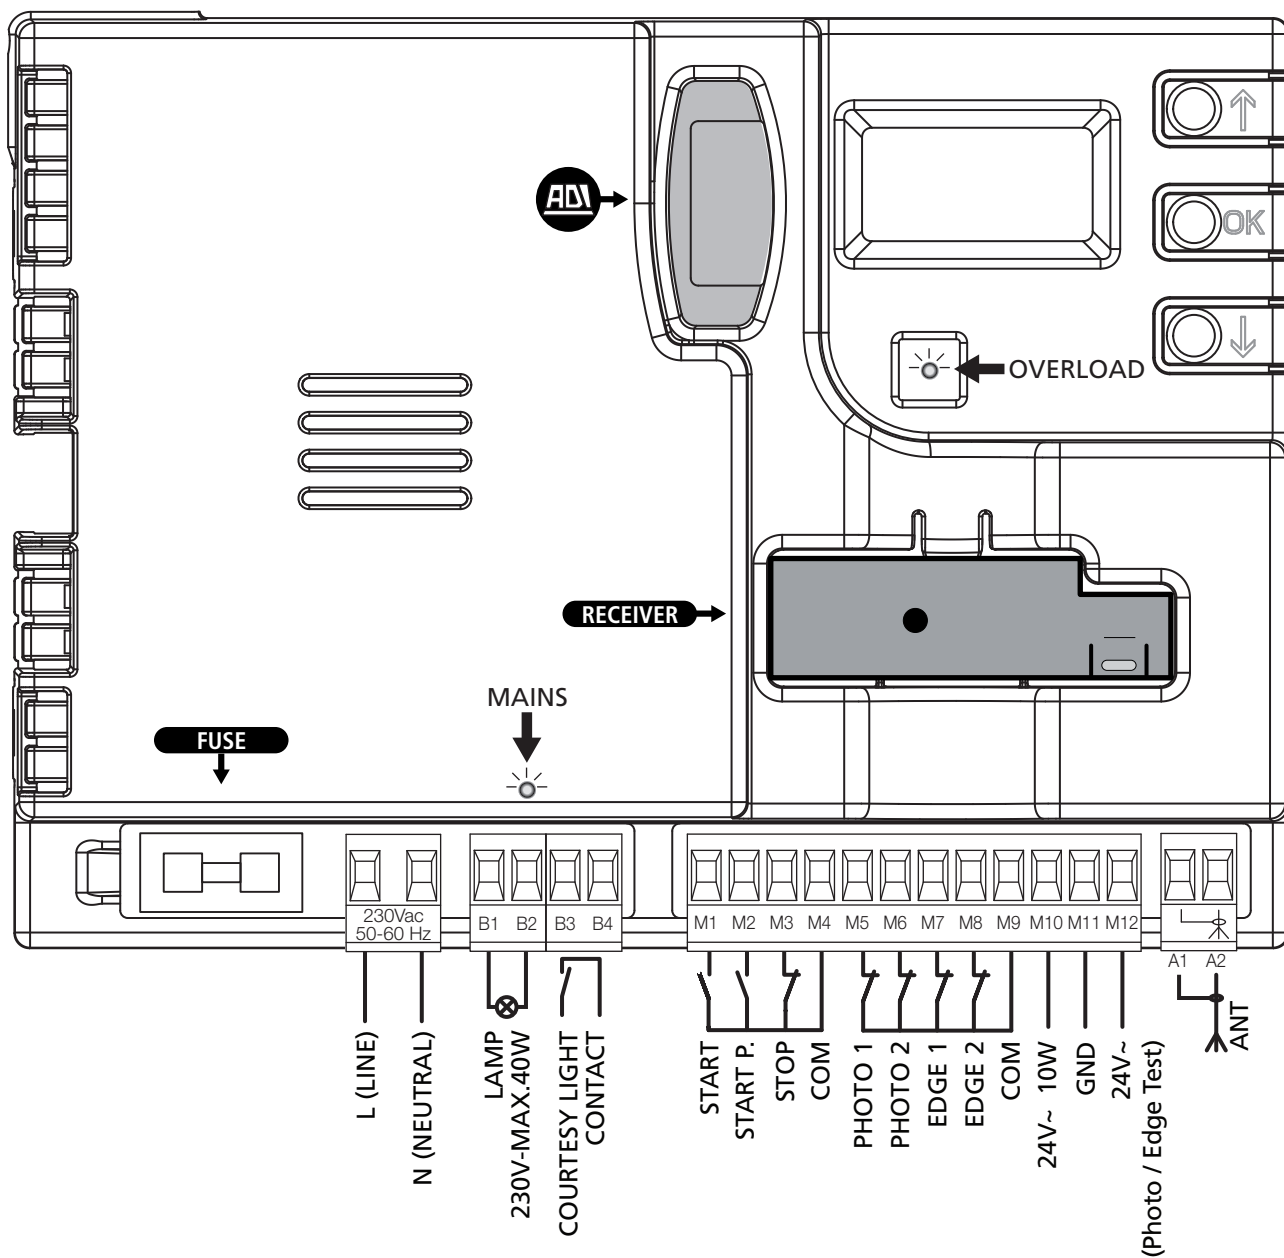 ADI
↑
OK
↓
OVERLOAD
RECEIVER
MAINS
FUSE
230Vac
50-60 Hz
B1 B2 B3 B4
M1 M2 M3 M4 M5 M6 M7 M8 M9 M10 M11 M12
A1 A2
L (LINE)
N (NEUTRAL)
LAMP
230V-MAX.40W
COURTESY LIGHT
CONTACT
START
START P.
STOP
COM
PHOTO 1
PHOTO 2
EDGE 1
EDGE 2
COM
24V~ 10W
GND
24V~
(Photo / Edge Test)
ANT